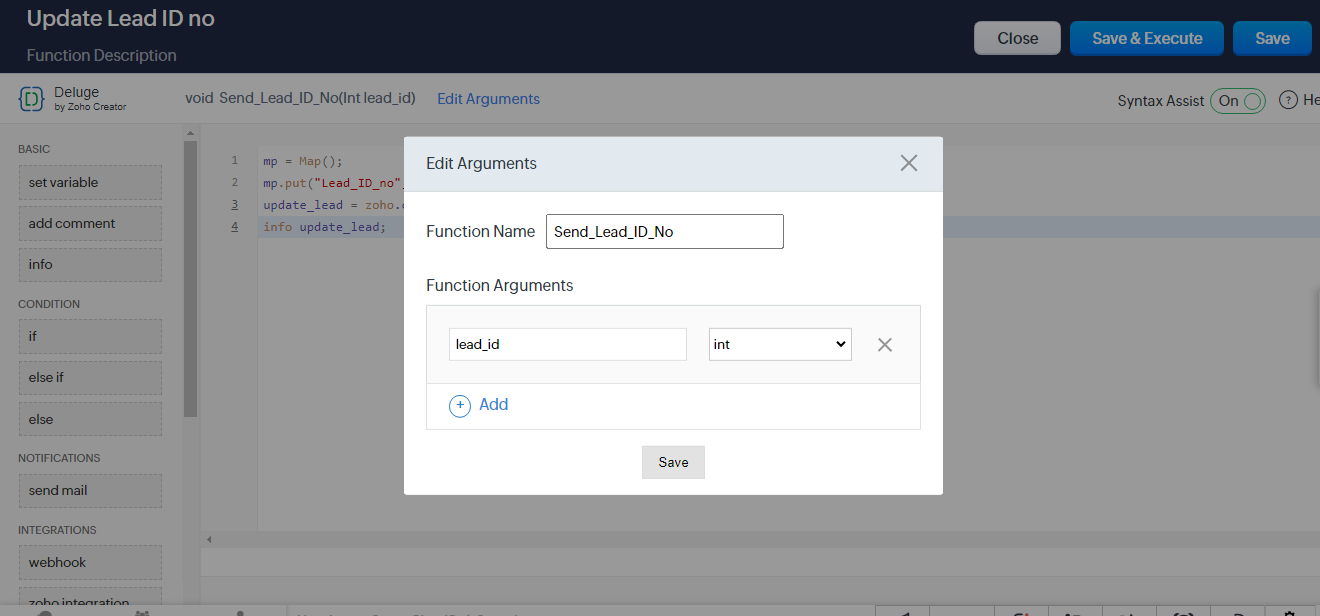 Update Lead ID no
Function Description
Close
Save & Execute
Save
Deluge
by Zoho Creator
void Send_Lead_ID_No(Int lead_id)
Edit Arguments
Syntax Assist
On
?
He
BASIC
set variable
add comment
info
CONDITION
if
else if
else
NOTIFICATIONS
send mail
INTEGRATIONS
webhook
zoho integration
1 mp = Map();
2 mp.put("Lead_ID_no"
3 update_lead = zoho.
4 info update_lead;
Edit Arguments
Function Name
Send_Lead_ID_No
Function Arguments
lead_id
int
+ Add
Save